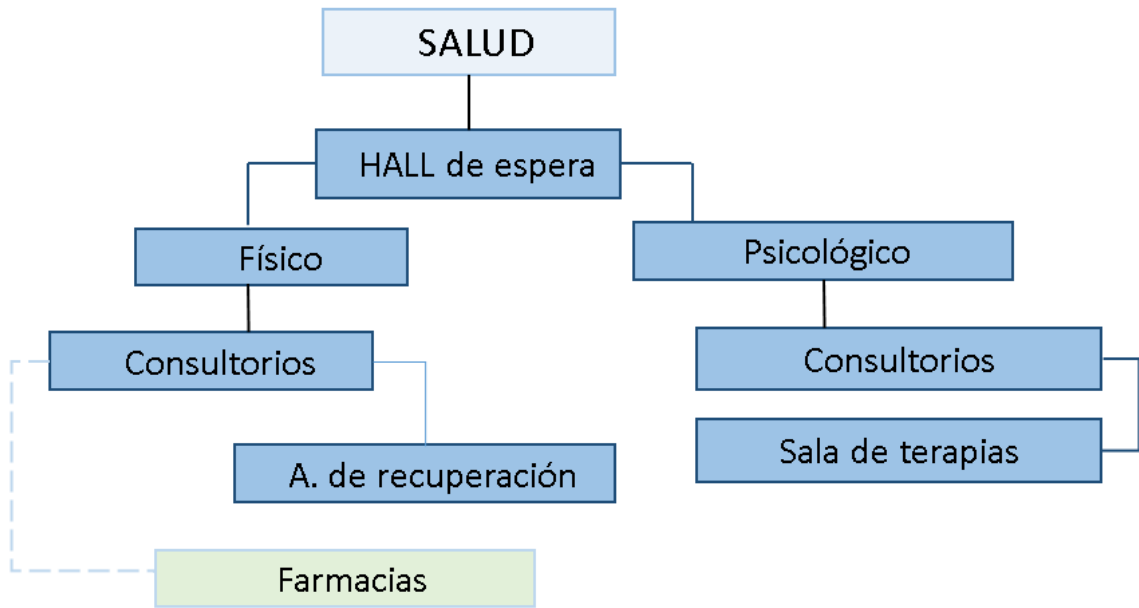 SALUD
HALL de espera
Físico
Psicológico
Consultorios
Consultorios
A. de recuperación
Sala de terapias
Farmacias